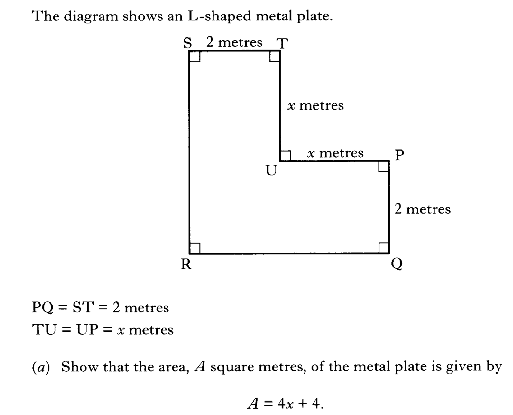 The diagram shows an L-shaped metal plate.
S 2 metres T
x metres
x metres P
U
2 metres
R Q
PQ = ST = 2 metres
TU = UP = x metres
(a) Show that the area, A square metres, of the metal plate is given by
A = 4x + 4.